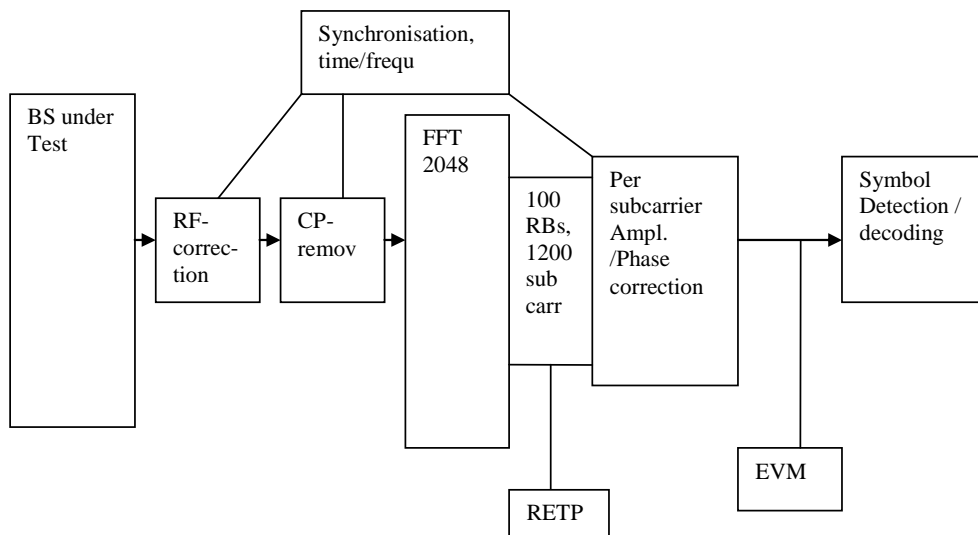 Synchronisation,
time/frequ
BS under
Test
RF-
correc-
tion
CP-
remov
FFT
2048
100
RBs,
1200
sub
carr
Per
subcarrier
Ampl.
/Phase
correction
Symbol
Detection /
decoding
EVM
RETP